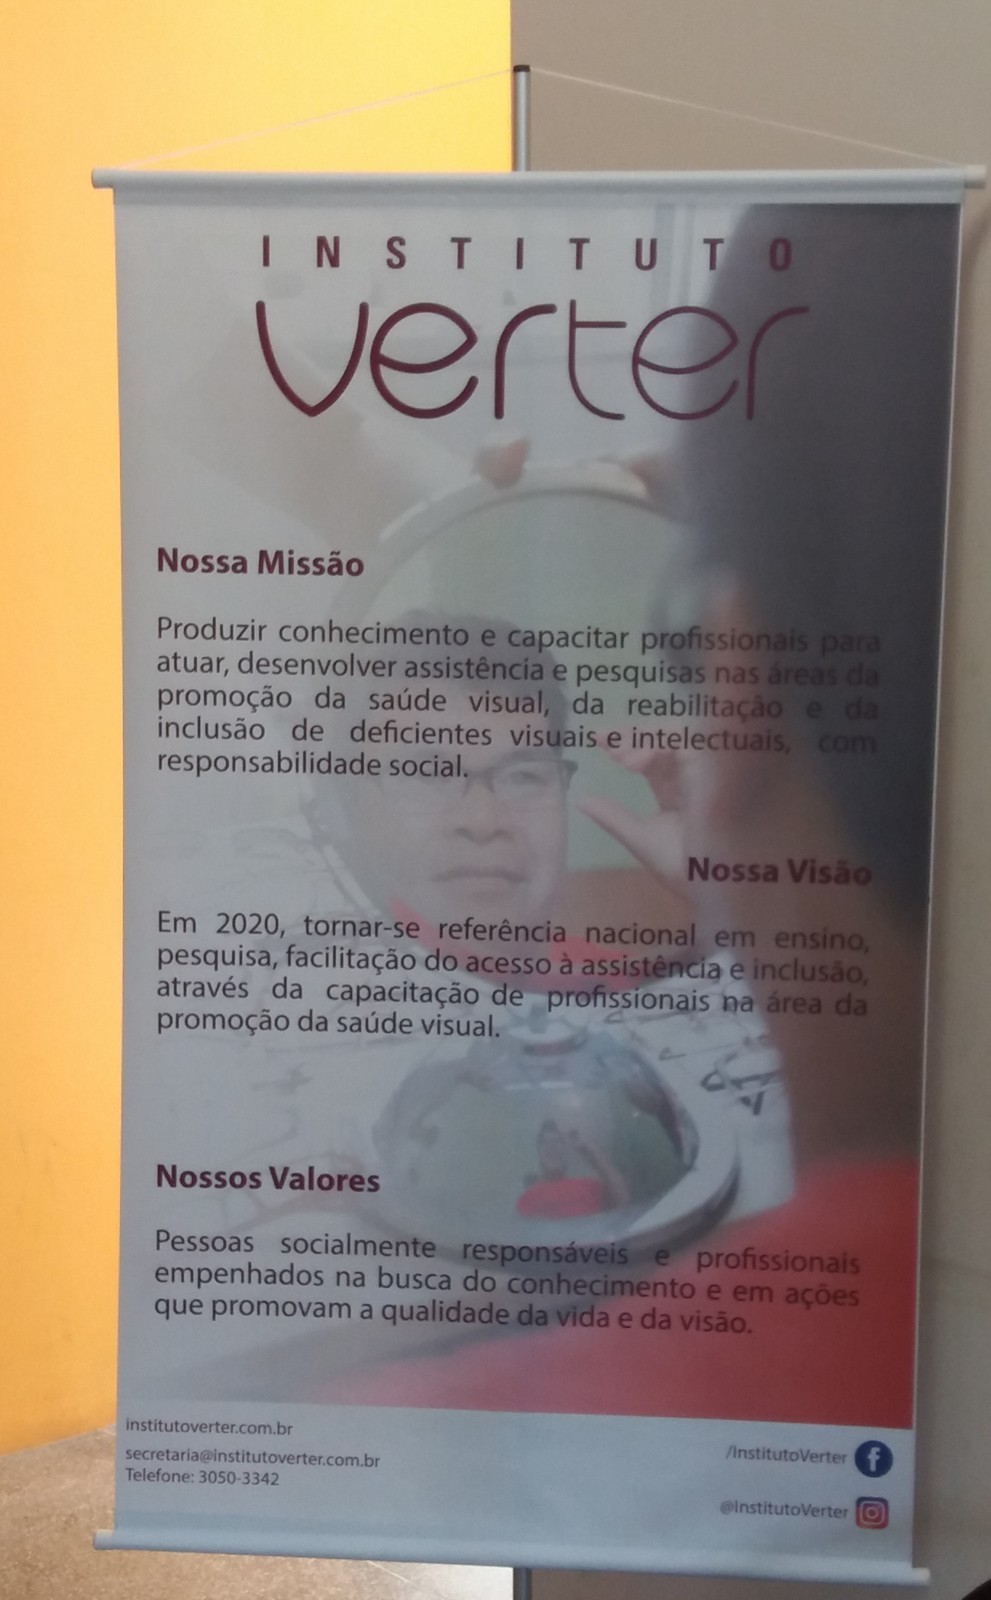 INSTITUTO
verter
Nossa Missão
Produzir conhecimento e capacitar profissionais para
atuar, desenvolver assistência e pesquisas nas áreas da
promoção da saúde visual, da reabilitação e da
inclusão de deficientes visuais e intelectuais, com
responsabilidade social.
Nossa Visão
Em 2020, tornar-se referência nacional em ensino,
pesquisa, facilitação do acesso à assistência e inclusão,
através da capacitação de profissionais na área da
promoção da saúde visual.
Nossos Valores
Pessoas socialmente responsáveis e profissionais
empenhados na busca do conhecimento e em ações
que promovam a qualidade da vida e da visão.
institutoverter.com.br
secretaria@institutoverter.com.br
Telefone: 3050-3342
/InstitutoVerter
@InstitutoVerter